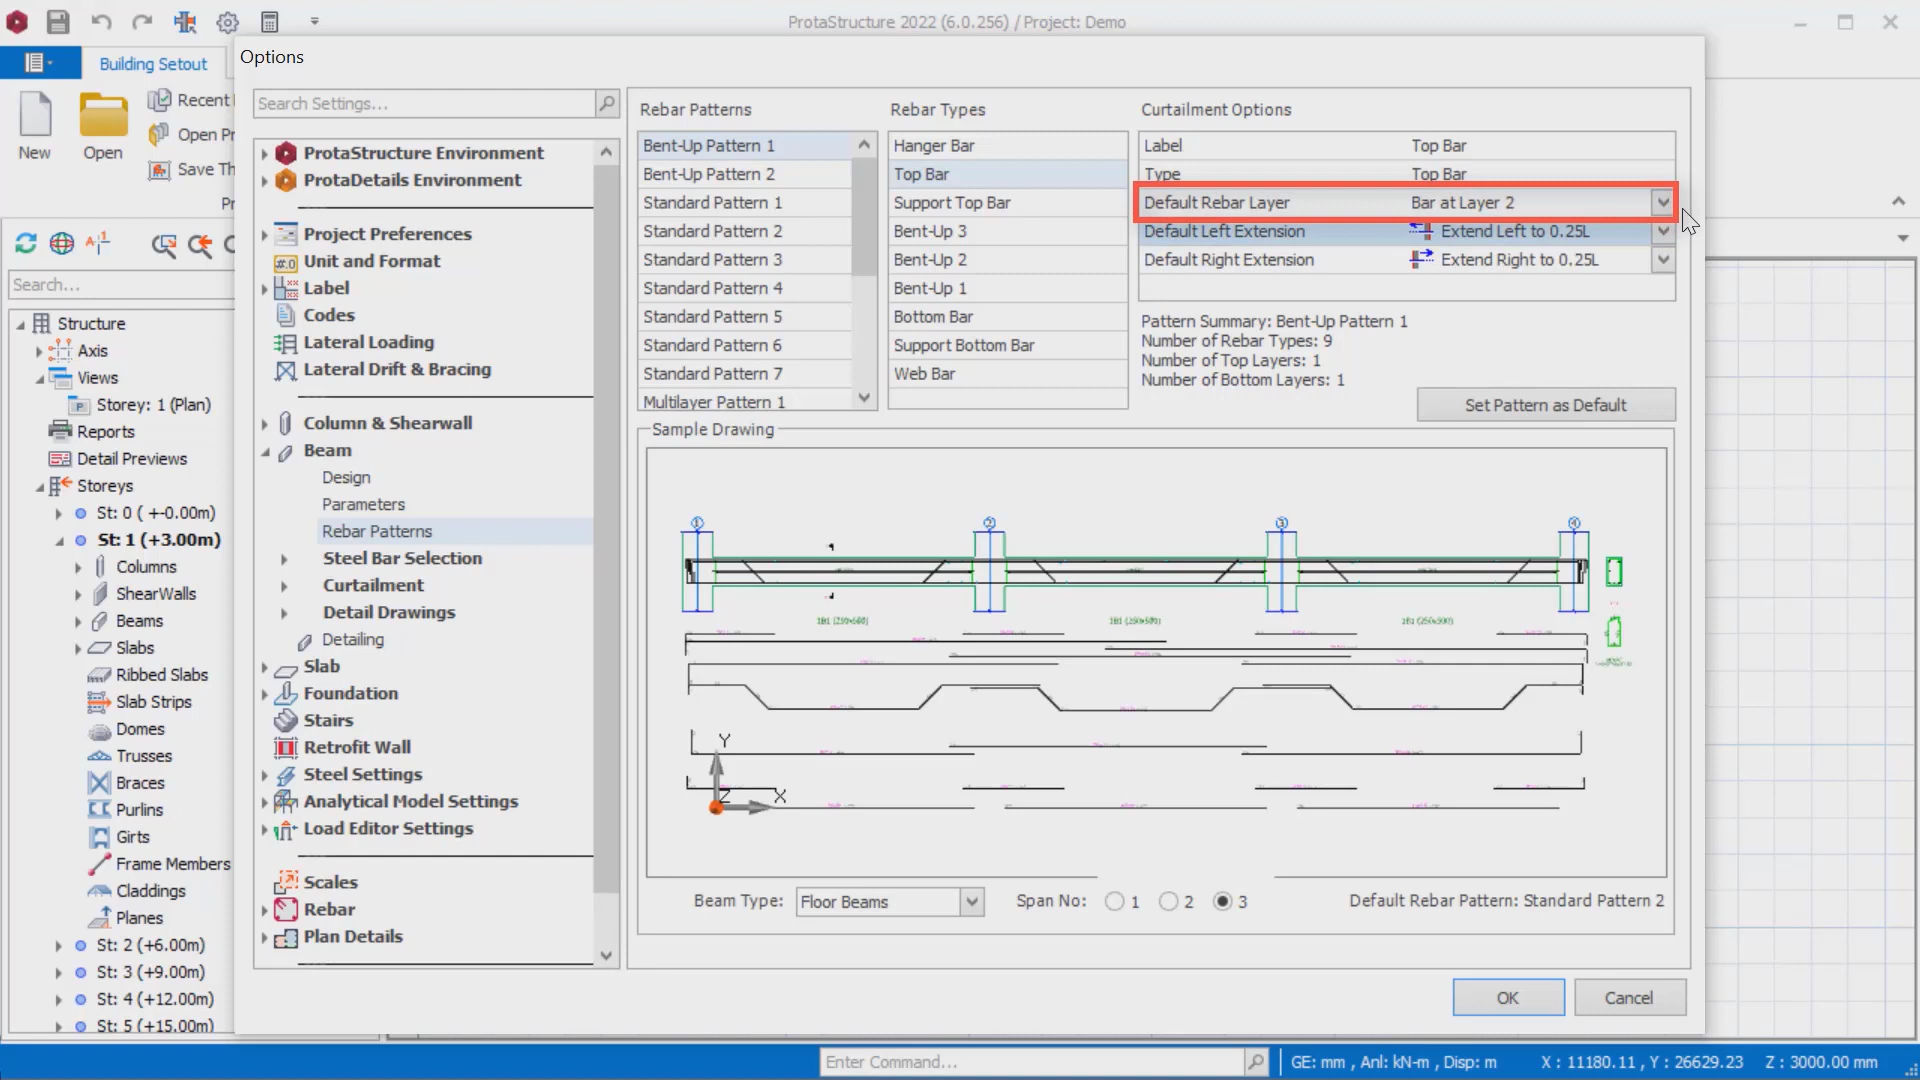 ProtaStructure 2022 (6.0.256) / Project: Demo
Building Setout
Options
New
Open
Recent
Open Pr
Save Th
Pr
Search...
Structure
Axis
Views
Storey: 1 (Plan)
Reports
Detail Previews
Storeys
St: 0 ( +-0.00m)
St: 1 (+3.00m)
Columns
ShearWalls
Beams
Slabs
Ribbed Slabs
Slab Strips
Domes
Trusses
Braces
Purlins
Girts
Frame Members
Claddings
Planes
St: 2 (+6.00m)
St: 3 (+9.00m)
St: 4 (+12.00m)
St: 5 (+15.00m)
Search Settings...
ProtaStructure Environment
ProtaDetails Environment
Project Preferences
Unit and Format
Label
Codes
Lateral Loading
Lateral Drift & Bracing
Column & Shearwall
Beam
Design
Parameters
Rebar Patterns
Steel Bar Selection
Curtailment
Detail Drawings
Detailing
Slab
Foundation
Stairs
Retrofit Wall
Steel Settings
Analytical Model Settings
Load Editor Settings
Scales
Rebar
Plan Details
Rebar Patterns
Bent-Up Pattern 1
Bent-Up Pattern 2
Standard Pattern 1
Standard Pattern 2
Standard Pattern 3
Standard Pattern 4
Standard Pattern 5
Standard Pattern 6
Standard Pattern 7
Multilayer Pattern 1
Rebar Types
Hanger Bar
Top Bar
Support Top Bar
Bent-Up 3
Bent-Up 2
Bent-Up 1
Bottom Bar
Support Bottom Bar
Web Bar
Curtailment Options
Label Top Bar
Type Top Bar
Default Rebar Layer Bar at Layer 2
Default Left Extension Extend Left to 0.25L
Default Right Extension Extend Right to 0.25L
Pattern Summary: Bent-Up Pattern 1
Number of Rebar Types: 9
Number of Top Layers: 1
Number of Bottom Layers: 1
Set Pattern as Default
Sample Drawing
1 2 3 4
Y
Z X
Beam Type: Floor Beams Span No: 1 2 3 Default Rebar Pattern: Standard Pattern 2
OK Cancel
Enter Command...
GE: mm , Anl: kN-m , Disp: m X : 11180.11 , Y : 26629.23 Z : 3000.00 mm